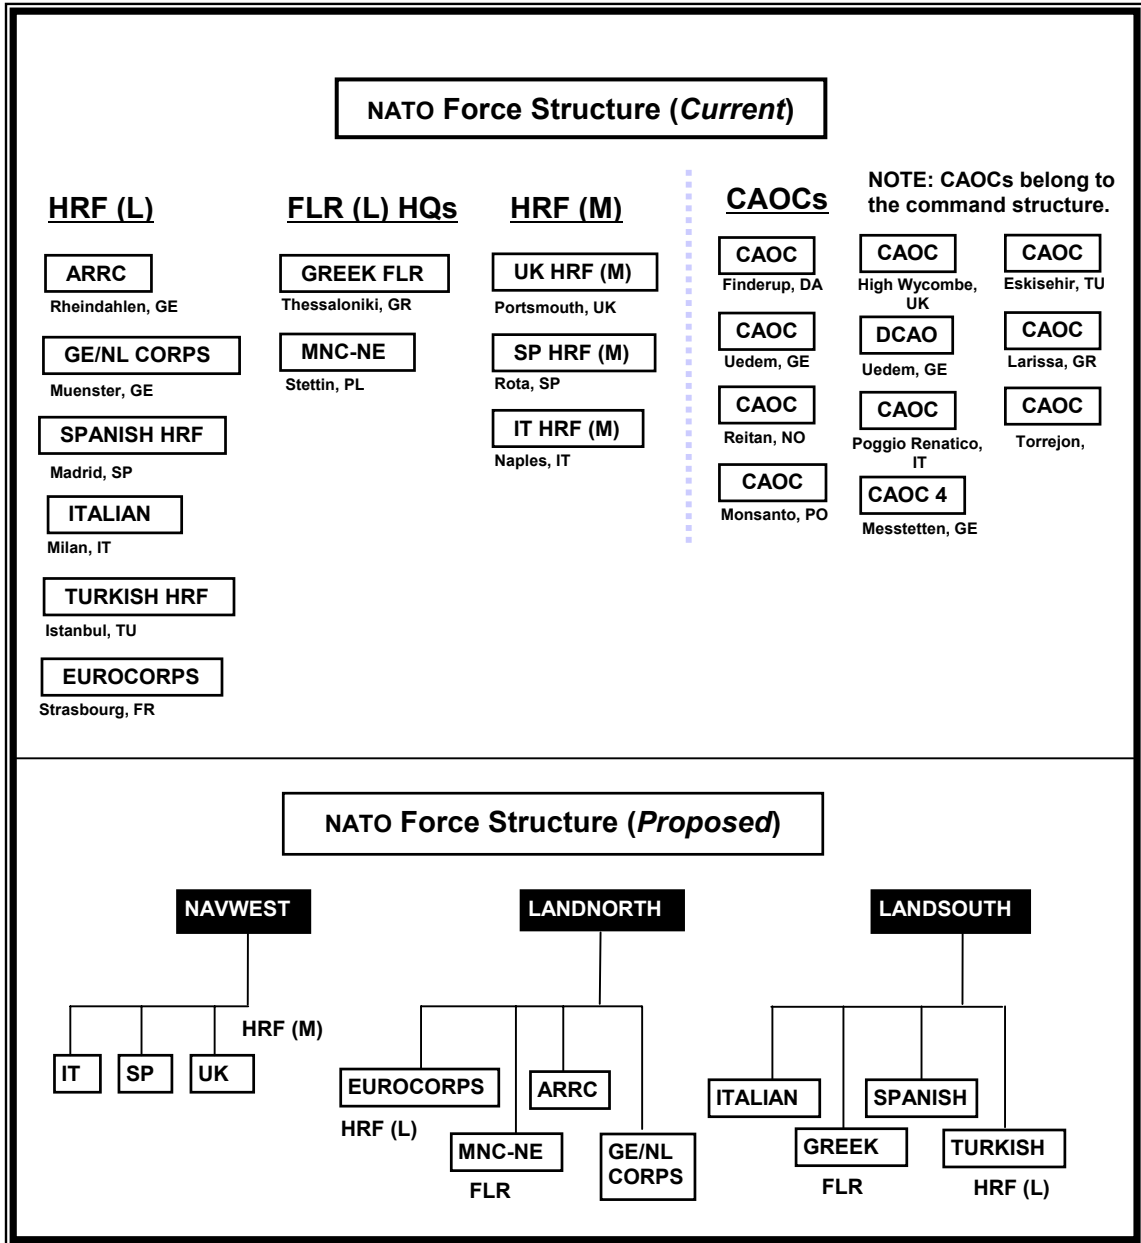 NATO Force Structure (Current)
HRF (L)
ARRC
Rheindahlen, GE
GE/NL CORPS
Muenster, GE
SPANISH HRF
Madrid, SP
ITALIAN
Milan, IT
TURKISH HRF
Istanbul, TU
EUROCORPS
Strasbourg, FR
FLR (L) HQs
GREEK FLR
Thessaloniki, GR
MNC-NE
Stettin, PL
HRF (M)
UK HRF (M)
Portsmouth, UK
SP HRF (M)
Rota, SP
IT HRF (M)
Naples, IT
CAOCs
NOTE: CAOCs belong to
the command structure.
CAOC
Finderup, DA
CAOC
Uedem, GE
CAOC
Reitan, NO
CAOC
Monsanto, PO
CAOC
High Wycombe,
UK
DCAO
Uedem, GE
CAOC
Poggio Renatico,
IT
CAOC 4
Messtetten, GE
CAOC
Eskisehir, TU
CAOC
Larissa, GR
CAOC
Torrejon,
NATO Force Structure (Proposed)
NAVWEST
HRF (M)
IT
SP
UK
LANDNORTH
EUROCORPS
HRF (L)
MNC-NE
FLR
ARRC
GE/NL
CORPS
LANDSOUTH
ITALIAN
GREEK
FLR
SPANISH
TURKISH
HRF (L)